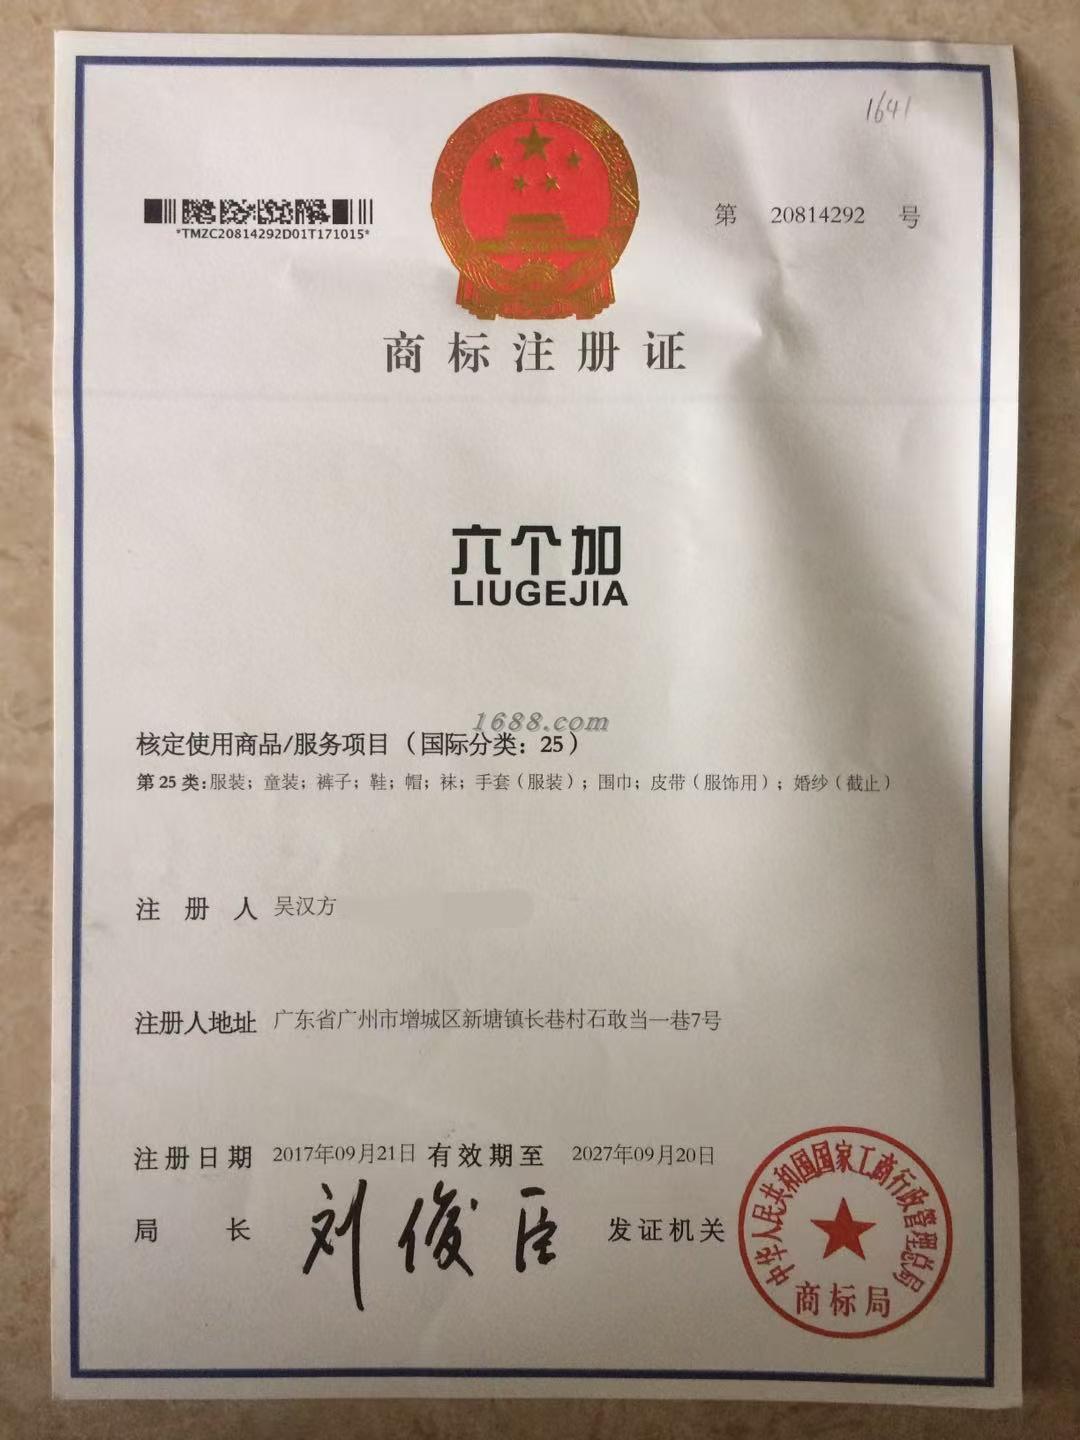 1641
第 20814292 号
*TMZC20814292D01T171015*
商标注册证
六个加
LIUGEJIA
1688.com
核定使用商品/服务项目（国际分类：25）
第25类：服装；童装；裤子；鞋；帽；袜；手套（服装）；围巾；皮带（服饰用）；婚纱（截止）
注册人 吴汉方
注册人地址 广东省广州市增城区新塘镇长巷村石敢当一巷7号
注册日期 2017年09月21日 有效期至 2027年09月20日
局长 刘俊臣 发证机关
中华人民共和国国家工商行政管理总局
商标局